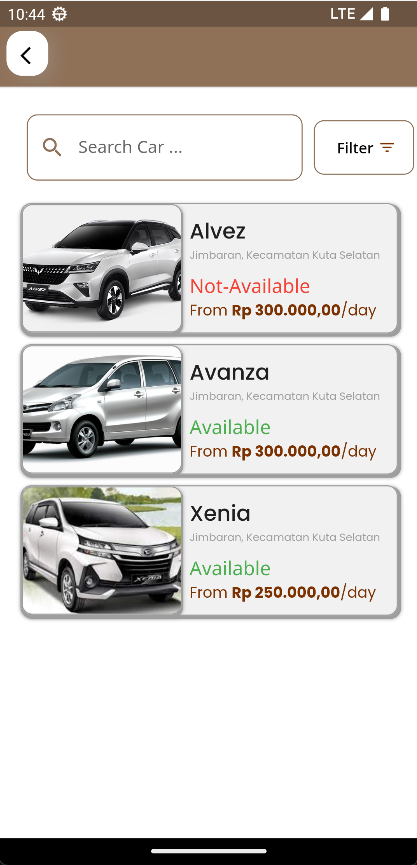 10:44
LTE
Search Car ...
Filter
Alvez
Jimbaran, Kecamatan Kuta Selatan
Not-Available
From Rp 300.000,00/day
Avanza
Jimbaran, Kecamatan Kuta Selatan
Available
From Rp 300.000,00/day
XENIA
Xenia
Jimbaran, Kecamatan Kuta Selatan
Available
From Rp 250.000,00/day